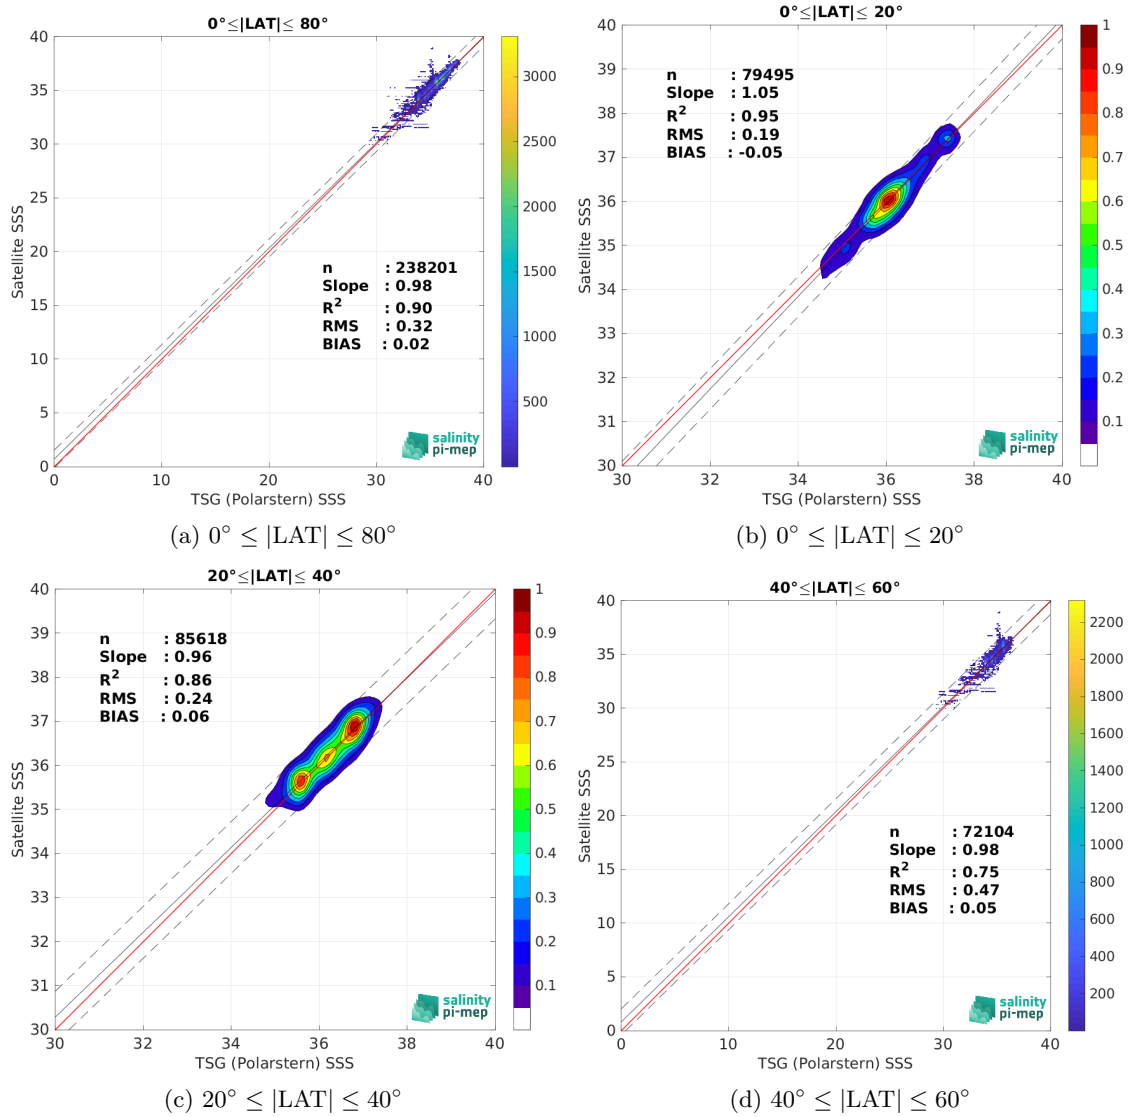 0°≤|LAT|≤ 80°
40
35
30
25
20
15
10
5
0
Satellite SSS
n : 238201
Slope : 0.98
R² : 0.90
RMS : 0.32
BIAS : 0.02
salinity
pi-mep
0 10 20 30 40
TSG (Polarstern) SSS
3000
2500
2000
1500
1000
500
(a) 0° ≤ |LAT| ≤ 80°
0°≤|LAT|≤ 20°
40
39
38
37
36
35
34
33
32
31
30
Satellite SSS
n : 79495
Slope : 1.05
R² : 0.95
RMS : 0.19
BIAS : -0.05
salinity
pi-mep
30 32 34 36 38 40
TSG (Polarstern) SSS
1
0.9
0.8
0.7
0.6
0.5
0.4
0.3
0.2
0.1
(b) 0° ≤ |LAT| ≤ 20°
20°≤|LAT|≤ 40°
40
39
38
37
36
35
34
33
32
31
30
Satellite SSS
n : 85618
Slope : 0.96
R² : 0.86
RMS : 0.24
BIAS : 0.06
salinity
pi-mep
30 32 34 36 38 40
TSG (Polarstern) SSS
1
0.9
0.8
0.7
0.6
0.5
0.4
0.3
0.2
0.1
(c) 20° ≤ |LAT| ≤ 40°
40°≤|LAT|≤ 60°
40
35
30
25
20
15
10
5
0
Satellite SSS
n : 72104
Slope : 0.98
R² : 0.75
RMS : 0.47
BIAS : 0.05
salinity
pi-mep
0 10 20 30 40
TSG (Polarstern) SSS
2200
2000
1800
1600
1400
1200
1000
800
600
400
200
(d) 40° ≤ |LAT| ≤ 60°